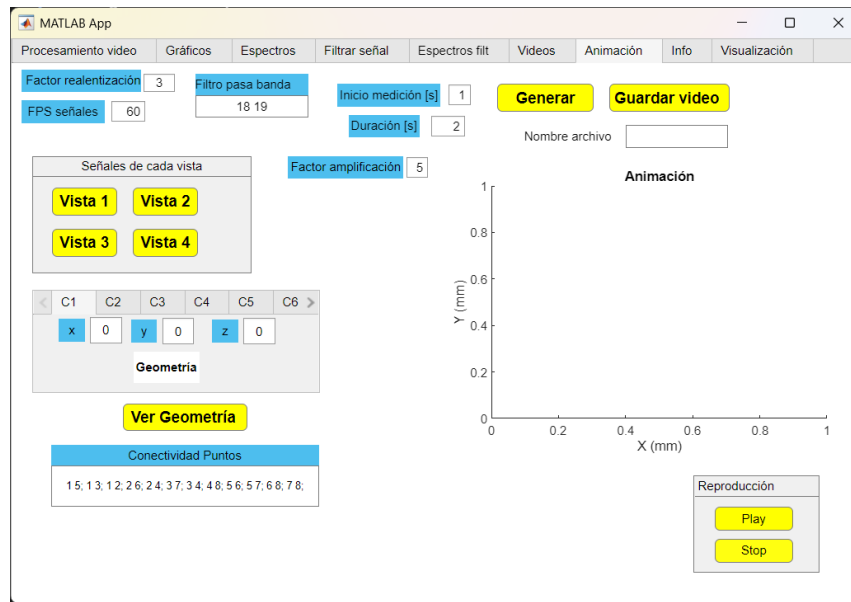 MATLAB App
Procesamiento video Gráficos Espectros Filtrar señal Espectros filt Videos Animación Info Visualización
Factor realentización 3
FPS señales 60
Filtro pasa banda
18 19
Inicio medición [s] 1
Duración [s] 2
Generar Guardar video
Nombre archivo
Señales de cada vista
Vista 1 Vista 2
Vista 3 Vista 4
Factor amplificación 5
C1 C2 C3 C4 C5 C6
x 0 y 0 z 0
Geometría
Ver Geometría
Conectividad Puntos
1 5; 1 3; 1 2; 2 6; 2 4; 3 7; 3 4; 4 8; 5 6; 5 7; 6 8; 7 8;
Animación
1
0.8
0.6
0.4
0.2
0
Y (mm)
0 0.2 0.4 0.6 0.8 1
X (mm)
Reproducción
Play
Stop